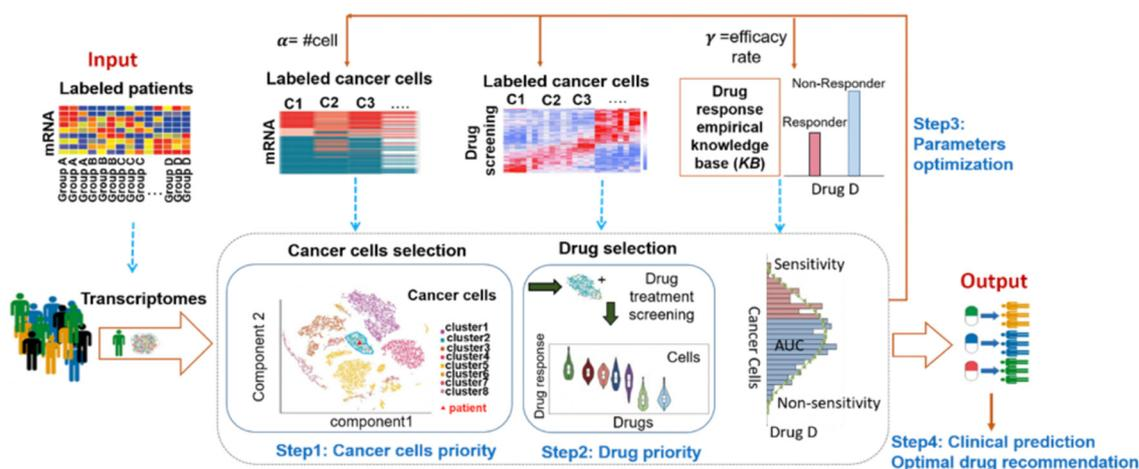 Input
Labeled patients
mRNA
Group A
Group A
Group A
Group B
Group B
Group B
Group C
Group C
Group C
...
Group D
Group D
Group D
α= #cell
Labeled cancer cells
C1 C2 C3 ....
mRNA
Labeled cancer cells
C1 C2 C3 ....
Drug
screening
γ =efficacy
rate
Drug
response
empirical
knowledge
base (KB)
Non-Responder
Responder
Drug D
Step3:
Parameters
optimization
Transcriptomes
Cancer cells selection
Cancer cells
Component 2
component1
cluster1
cluster2
cluster3
cluster4
cluster5
cluster6
cluster7
cluster8
patient
Step1: Cancer cells priority
Drug selection
+
Drug
treatment
screening
Drug response
Cells
Drugs
Step2: Drug priority
Sensitivity
Cancer Cells
AUC
Non-sensitivity
Drug D
Output
Step4: Clinical prediction
Optimal drug recommendation